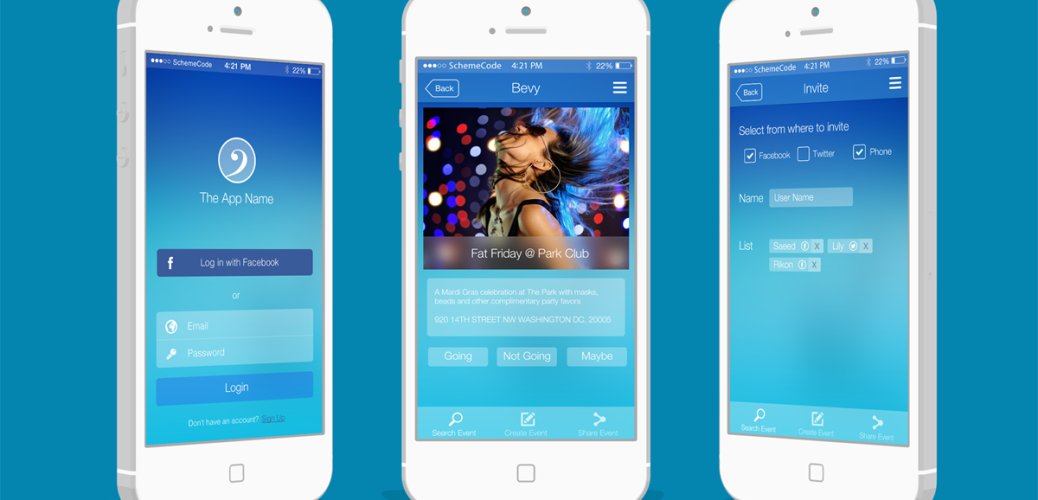 SchemeCode 4:21 PM 22%
The App Name
f Log in with Facebook
or
Email
Password
Login
Don't have an account? Sign Up
SchemeCode 4:21 PM 22%
Back Bevy
Fat Friday @ Park Club
A Mardi Gras celebration at The Park with masks,
beads and other complimentary party favors
920 14TH STREET NW WASHINGTON DC, 20005
Going Not Going Maybe
Search Event Create Event Share Event
SchemeCode 4:21 PM 22%
Back Invite
Select from where to invite
Facebook Twitter Phone
Name User Name
List Saeed f X Lily X
Rikon f X
Search Event Create Event Share Event